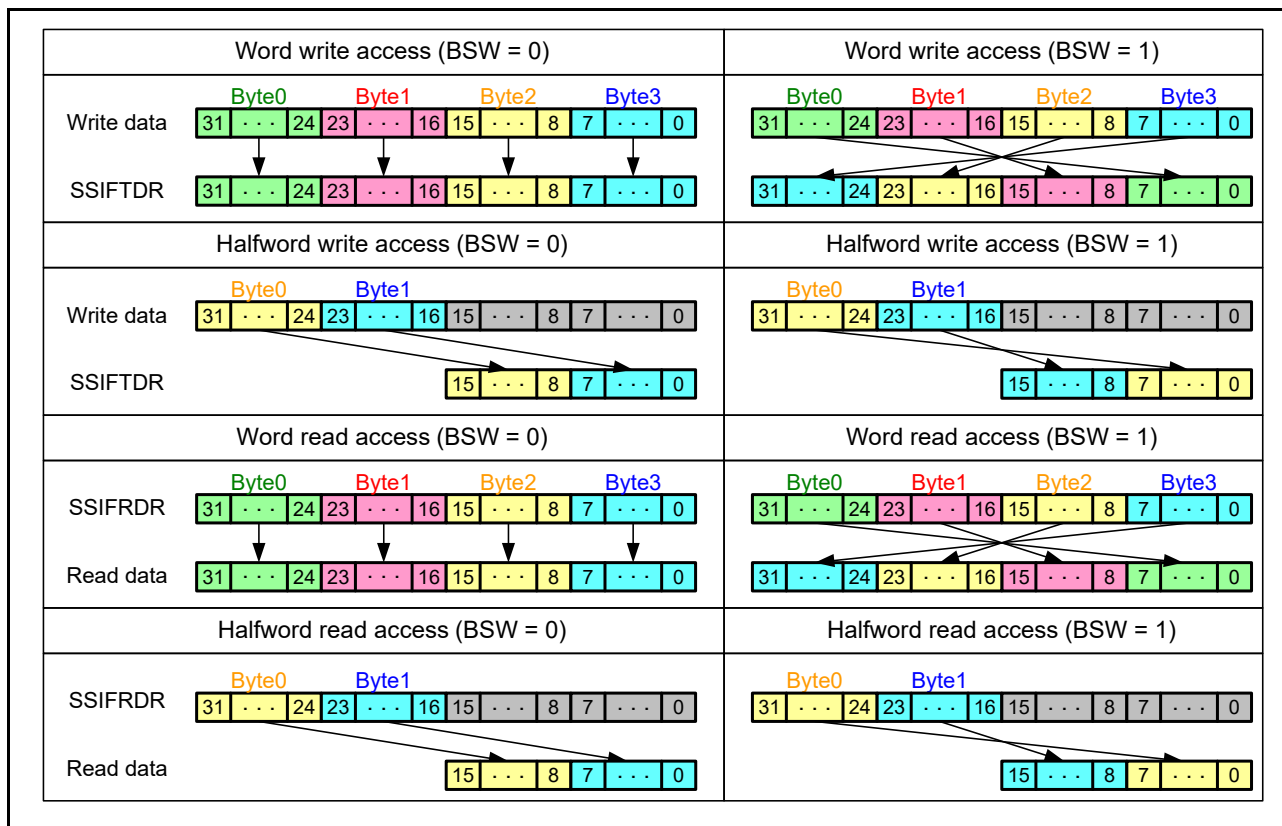 Word write access (BSW = 0) Word write access (BSW = 1)
Byte0 Byte1 Byte2 Byte3 Byte0 Byte1 Byte2 Byte3
Write data 31 · · · 24 23 · · · 16 15 · · · 8 7 · · · 0 31 · · · 24 23 · · · 16 15 · · · 8 7 · · · 0
SSIFTDR 31 · · · 24 23 · · · 16 15 · · · 8 7 · · · 0 31 · · · 24 23 · · · 16 15 · · · 8 7 · · · 0
Halfword write access (BSW = 0) Halfword write access (BSW = 1)
Byte0 Byte1 Byte0 Byte1
Write data 31 · · · 24 23 · · · 16 15 · · · 8 7 · · · 0 31 · · · 24 23 · · · 16 15 · · · 8 7 · · · 0
SSIFTDR 15 · · · 8 7 · · · 0 15 · · · 8 7 · · · 0
Word read access (BSW = 0) Word read access (BSW = 1)
Byte0 Byte1 Byte2 Byte3 Byte0 Byte1 Byte2 Byte3
SSIFRDR 31 · · · 24 23 · · · 16 15 · · · 8 7 · · · 0 31 · · · 24 23 · · · 16 15 · · · 8 7 · · · 0
Read data 31 · · · 24 23 · · · 16 15 · · · 8 7 · · · 0 31 · · · 24 23 · · · 16 15 · · · 8 7 · · · 0
Halfword read access (BSW = 0) Halfword read access (BSW = 1)
Byte0 Byte1 Byte0 Byte1
SSIFRDR 31 · · · 24 23 · · · 16 15 · · · 8 7 · · · 0 31 · · · 24 23 · · · 16 15 · · · 8 7 · · · 0
Read data 15 · · · 8 7 · · · 0 15 · · · 8 7 · · · 0